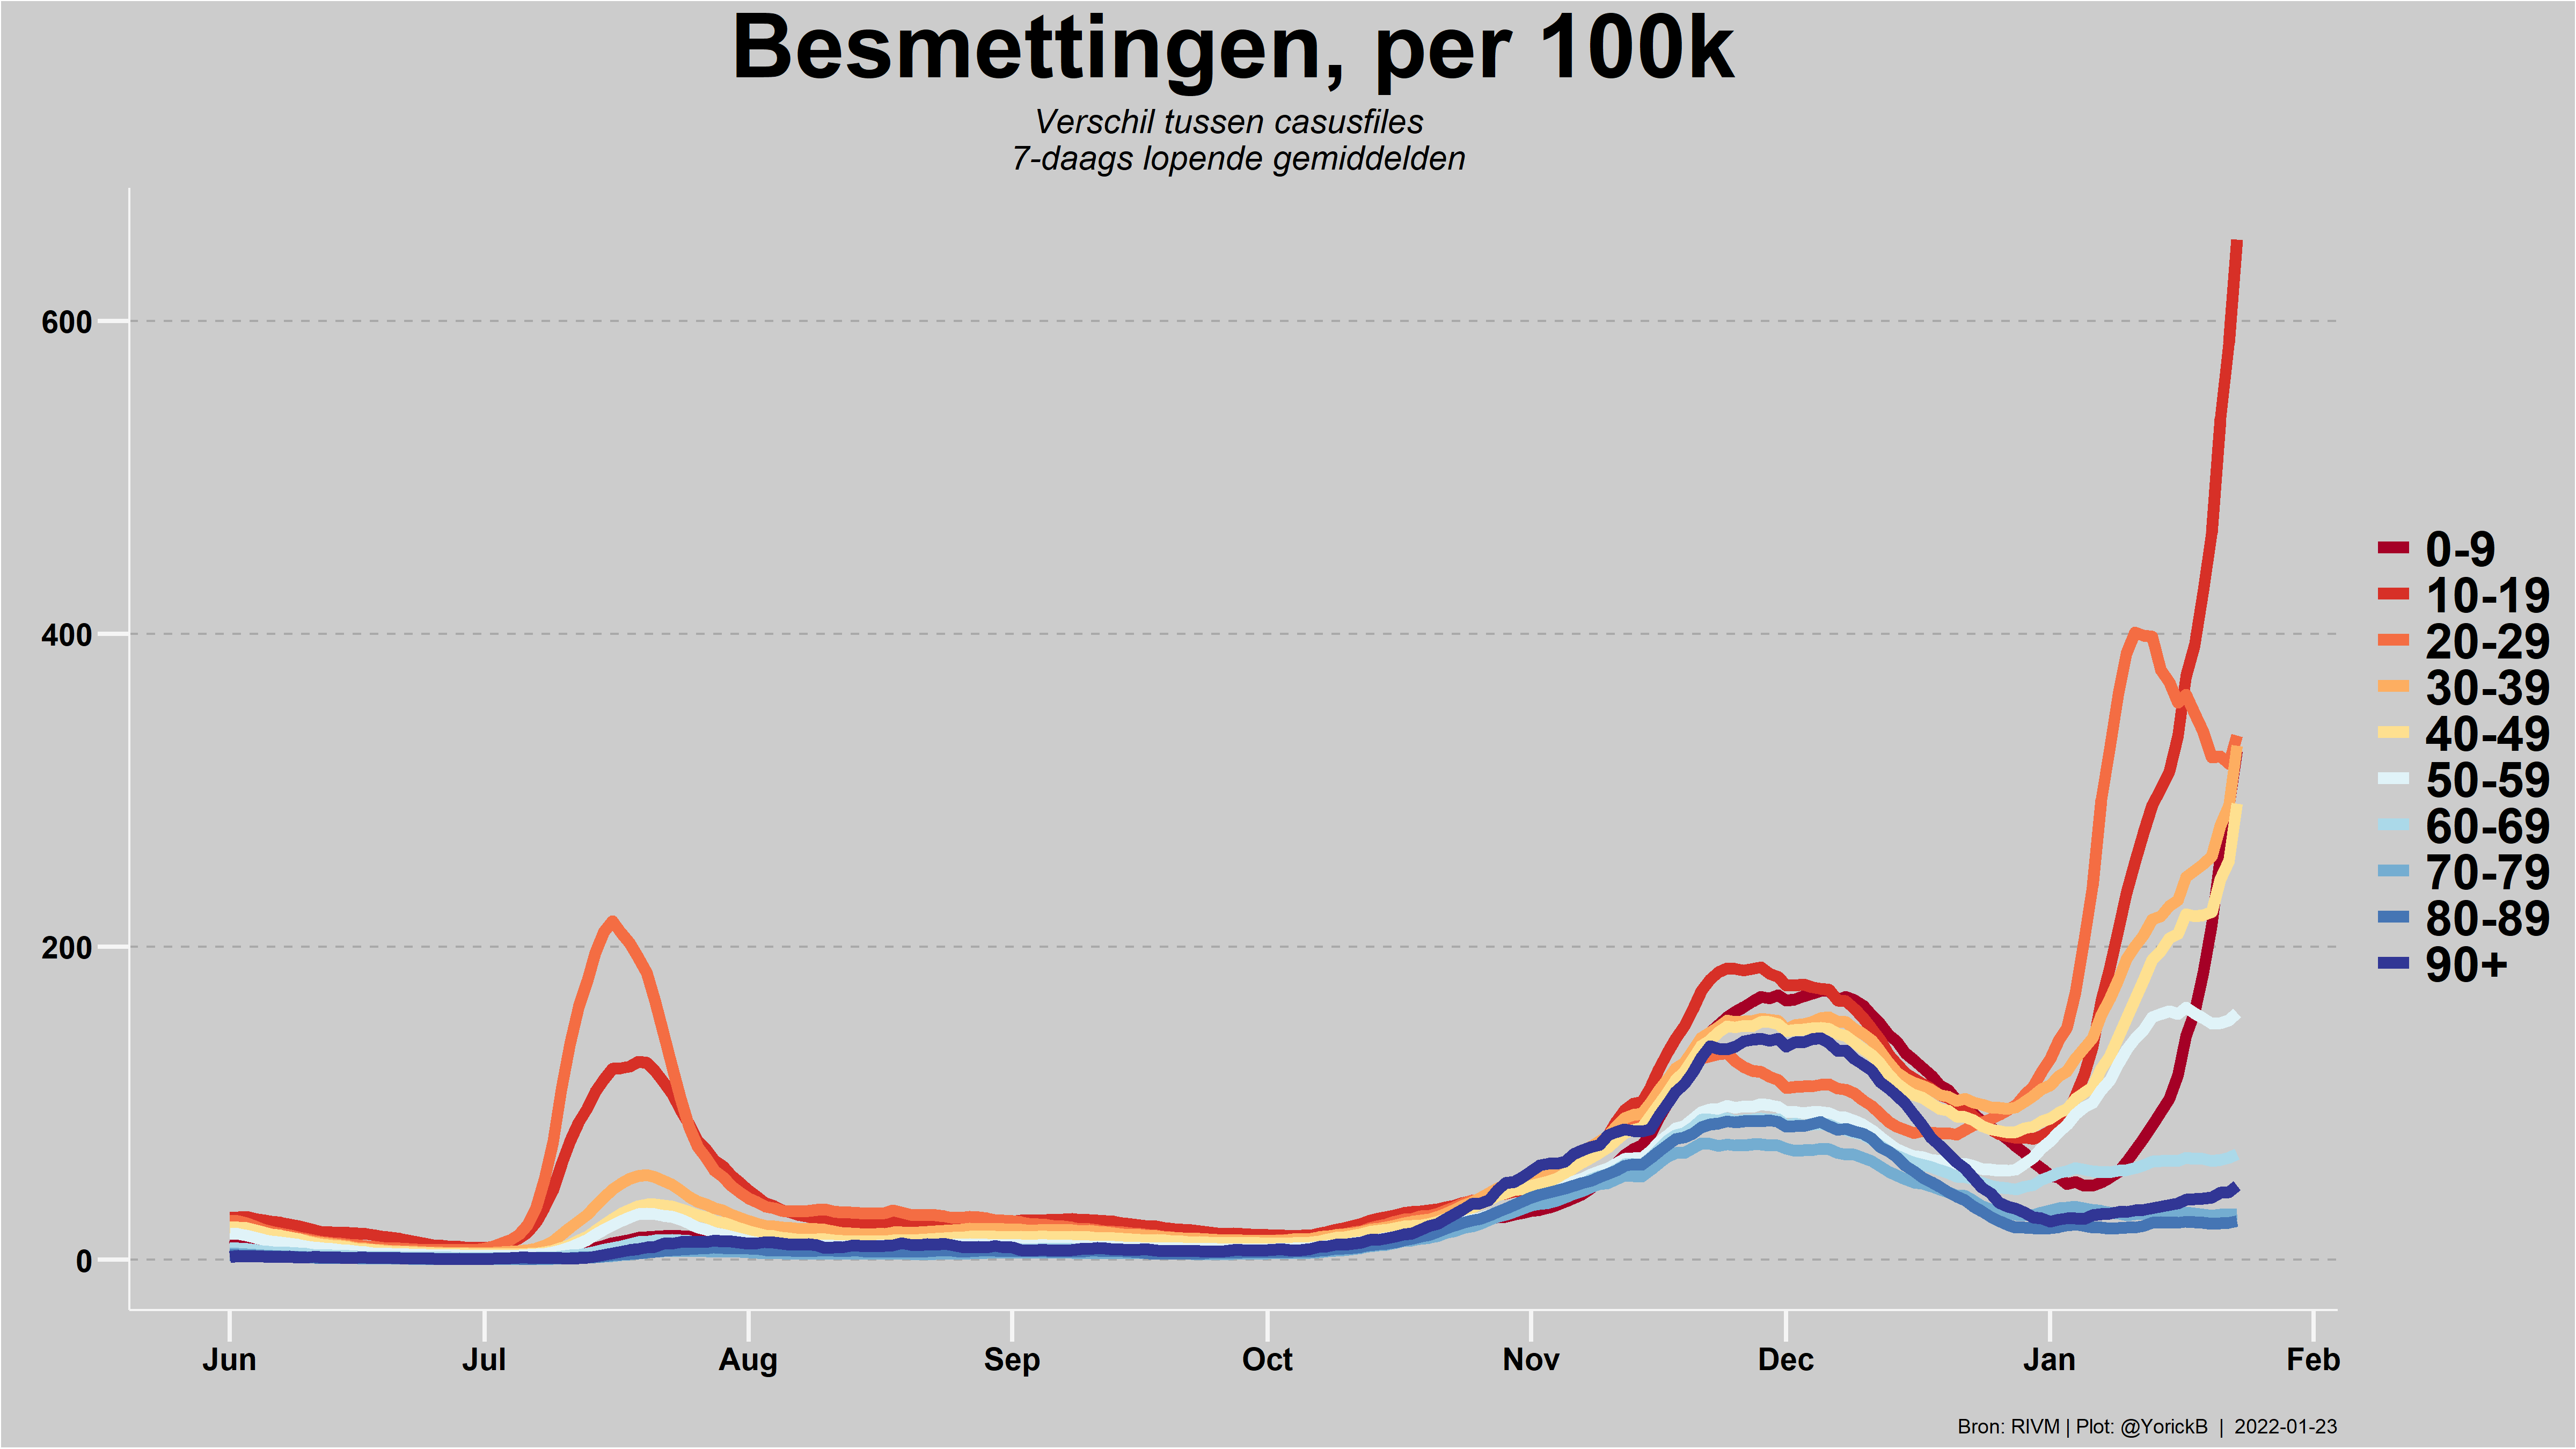 Besmettingen, per 100k
Verschil tussen casusfiles
7-daags lopende gemiddelden
600
400
200
0
Jun Jul Aug Sep Oct Nov Dec Jan Feb
0-9
10-19
20-29
30-39
40-49
50-59
60-69
70-79
80-89
90+
Bron: RIVM | Plot: @YorickB | 2022-01-23